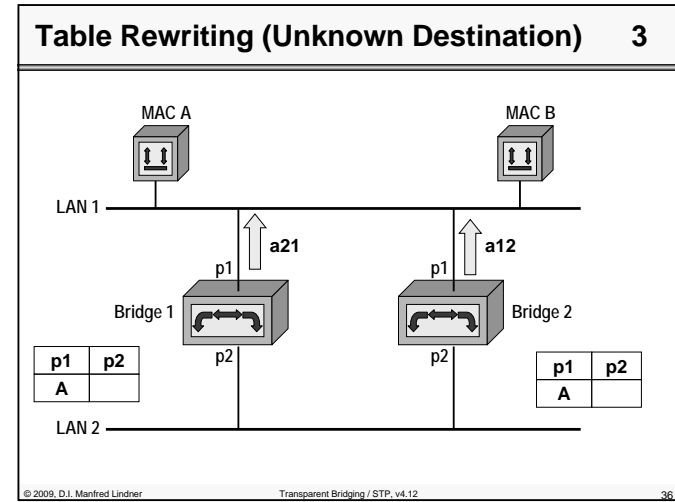 Table Rewriting (Unknown Destination) 3
MAC A
MAC B
LAN 1
a21
a12
p1
p1
Bridge 1
Bridge 2
p2
p2
p1 p2
A
p1 p2
A
LAN 2
© 2009, D.I. Manfred Lindner
Transparent Bridging / STP, v4.12
36